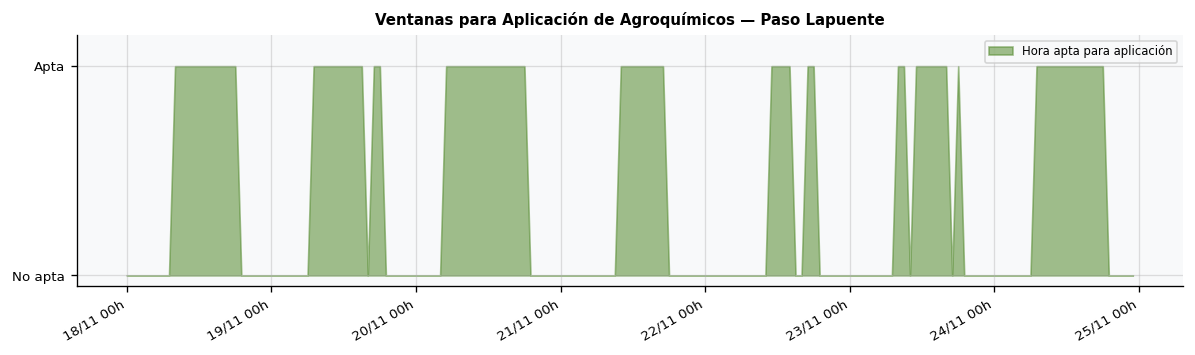 Ventanas para Aplicación de Agroquímicos — Paso Lapuente
Hora apta para aplicación
Apta
No apta
18/11 00h
19/11 00h
20/11 00h
21/11 00h
22/11 00h
23/11 00h
24/11 00h
25/11 00h